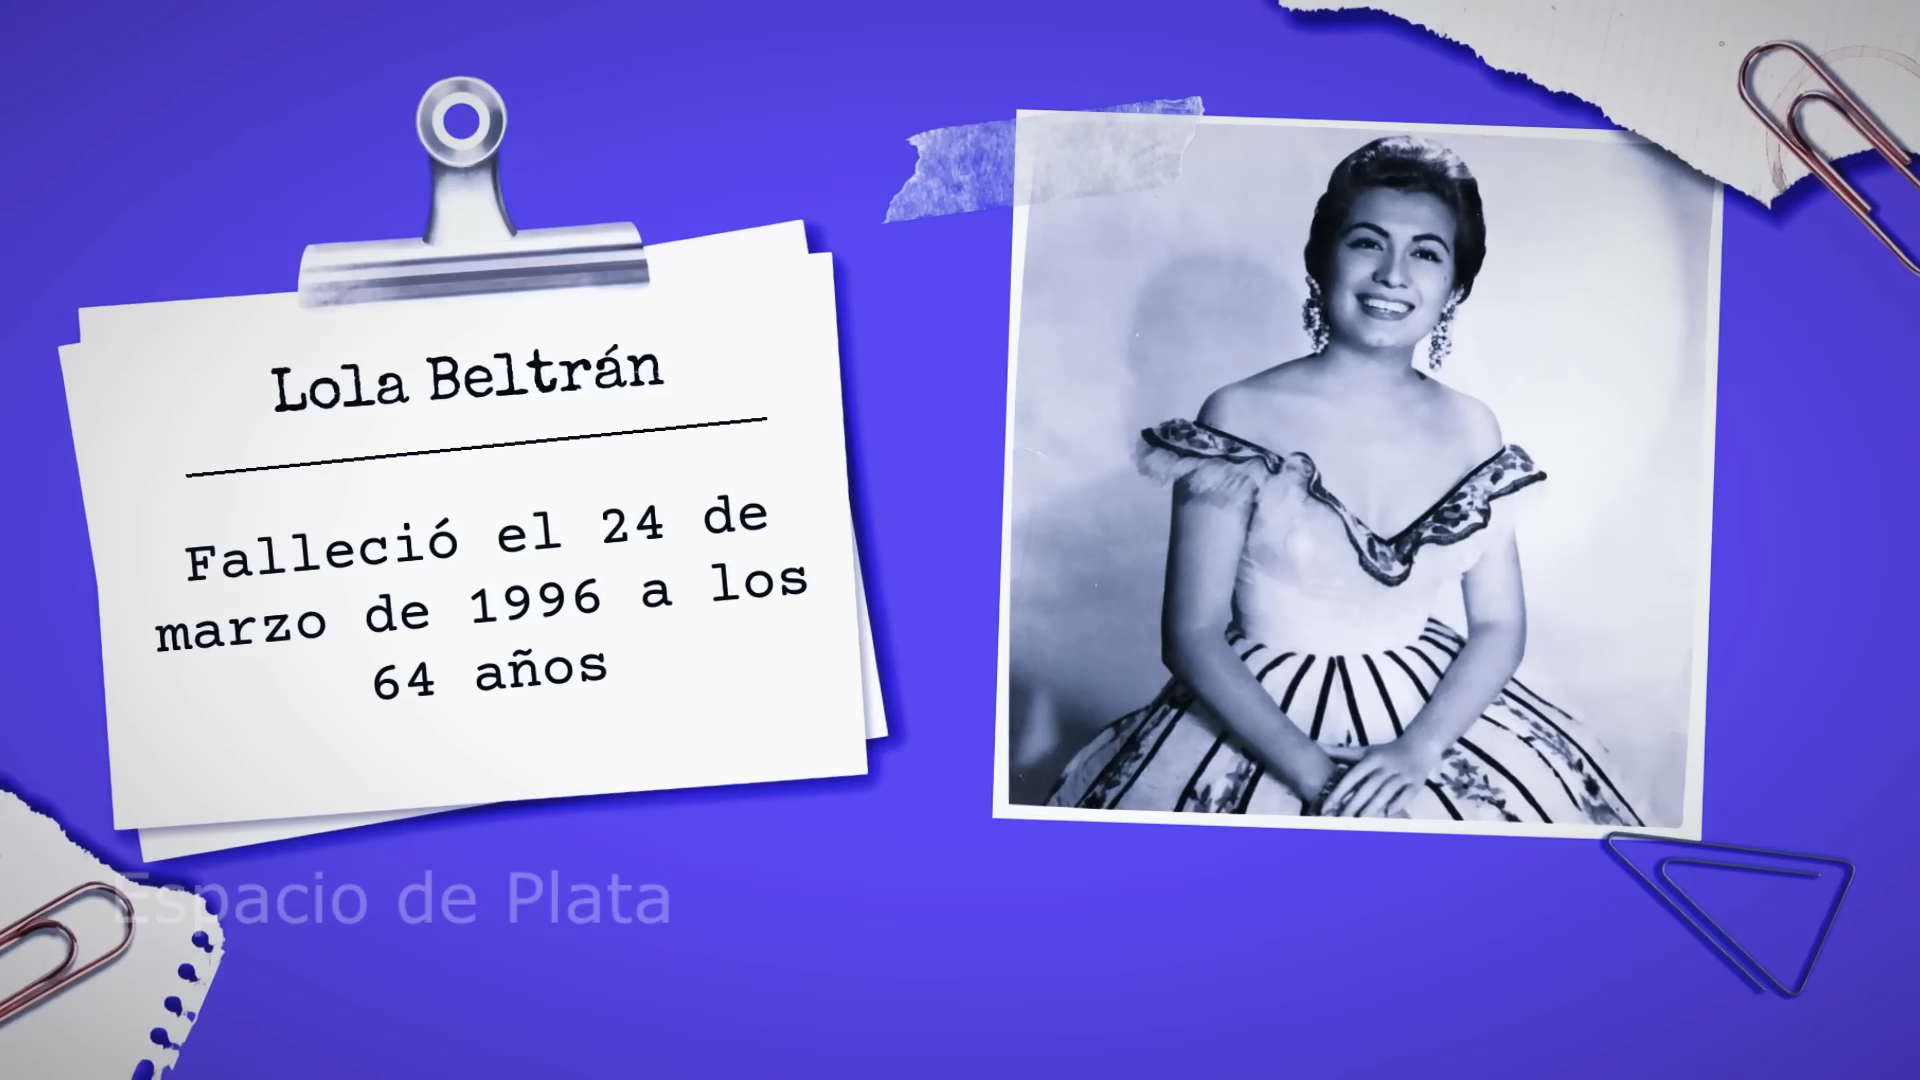 Lola Beltrán
Falleció el 24 de
marzo de 1996 a los
64 años
Espacio de Plata